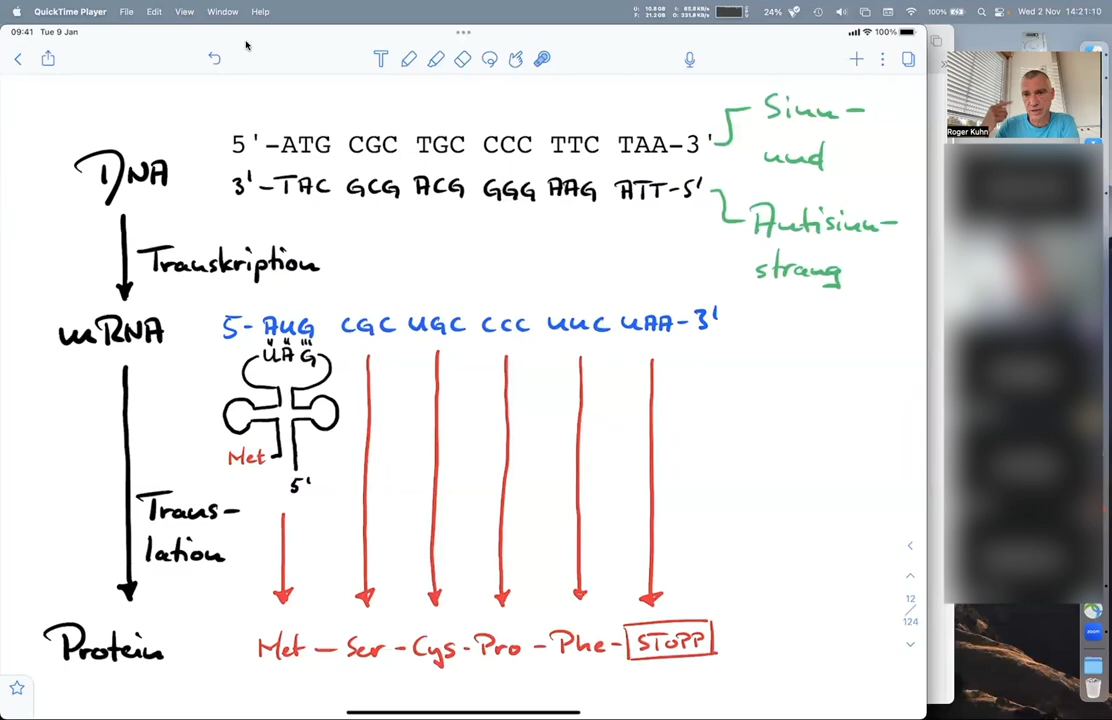 QuickTime Player File Edit View Window Help
24% 100% Wed 2 Nov 14:21:10
09:41 Tue 9 Jan
100%
Roger Kuhn
DNA
5'-ATG CGC TGC CCC TTC TAA-3'
3'-TAC GCG ACG GGG AAG ATT-5'
Sinn-
und
Antisinn-
strang
Transkription
mRNA
5- AUG CGC UGC CCC UUC UAA-3'
UAG
Met
5'
Trans-
lation
12
124
Protein
Met - Ser - Cys - Pro - Phe - STOPP
zoom